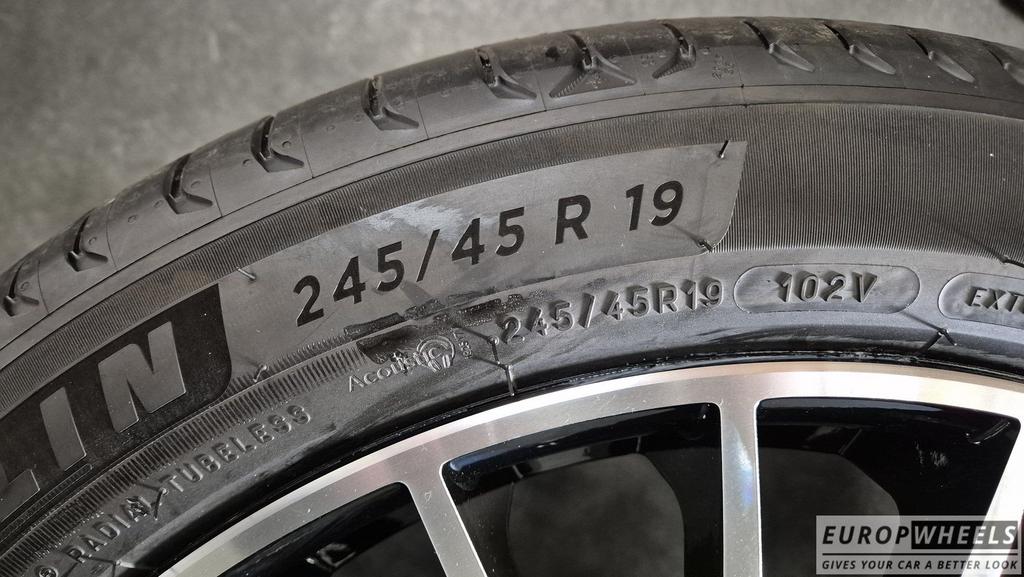 245/45 R 19
245/45R19 102V EXT
LIN
Acoustic
RADIAL TUBELESS
EUROPWHEELS
GIVES YOUR CAR A BETTER LOOK